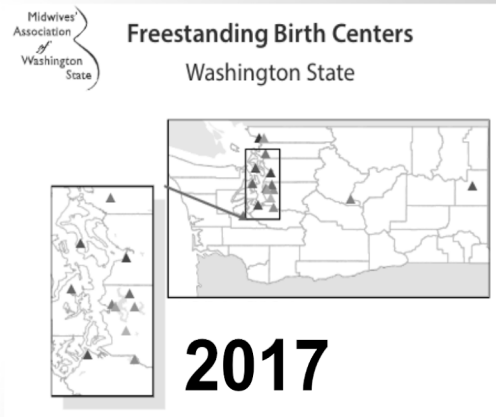 Midwives'
Association
of
Washington
State
Freestanding Birth Centers
Washington State
2017